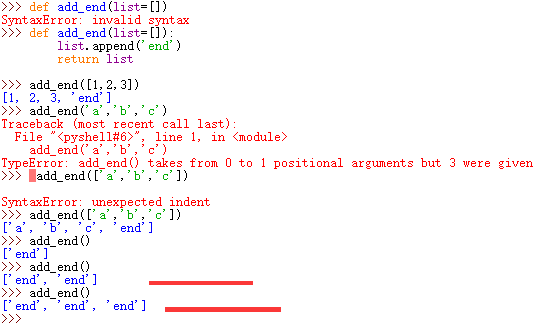 >>> def add_end(list=[])
SyntaxError: invalid syntax
>>> def add_end(list=[]):
        list.append('end')
        return list

>>> add_end([1,2,3])
[1, 2, 3, 'end']
>>> add_end('a','b','c')
Traceback (most recent call last):
  File "<pyshell#6>", line 1, in <module>
    add_end('a','b','c')
TypeError: add_end() takes from 0 to 1 positional arguments but 3 were given
>>>  add_end(['a','b','c'])

SyntaxError: unexpected indent
>>> add_end(['a','b','c'])
['a', 'b', 'c', 'end']
>>> add_end()
['end']
>>> add_end()
['end', 'end']
>>> add_end()
['end', 'end', 'end']
>>>